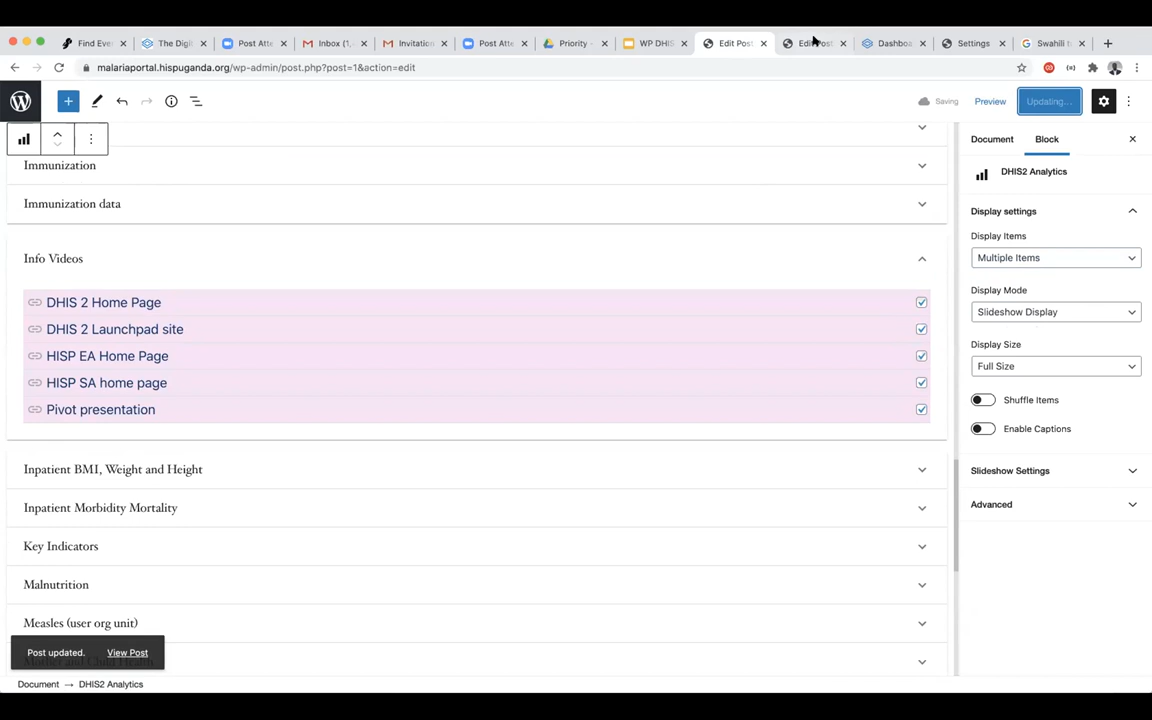 Find Eve
The Digi
Post Atte
Inbox (1,
Invitation
Post Atte
Priority -
WP DHIS
Edit Post
Edit Post
Dashboa
Settings
Swahili t
malariaportal.hispuganda.org/wp-admin/post.php?post=1&action=edit
Saving
Preview
Updating...
Immunization
Immunization data
Info Videos
DHIS 2 Home Page
DHIS 2 Launchpad site
HISP EA Home Page
HISP SA home page
Pivot presentation
Inpatient BMI, Weight and Height
Inpatient Morbidity Mortality
Key Indicators
Malnutrition
Measles (user org unit)
Post updated. View Post
Document → DHIS2 Analytics
Document Block
DHIS2 Analytics
Display settings
Display Items
Multiple Items
Display Mode
Slideshow Display
Display Size
Full Size
Shuffle Items
Enable Captions
Slideshow Settings
Advanced